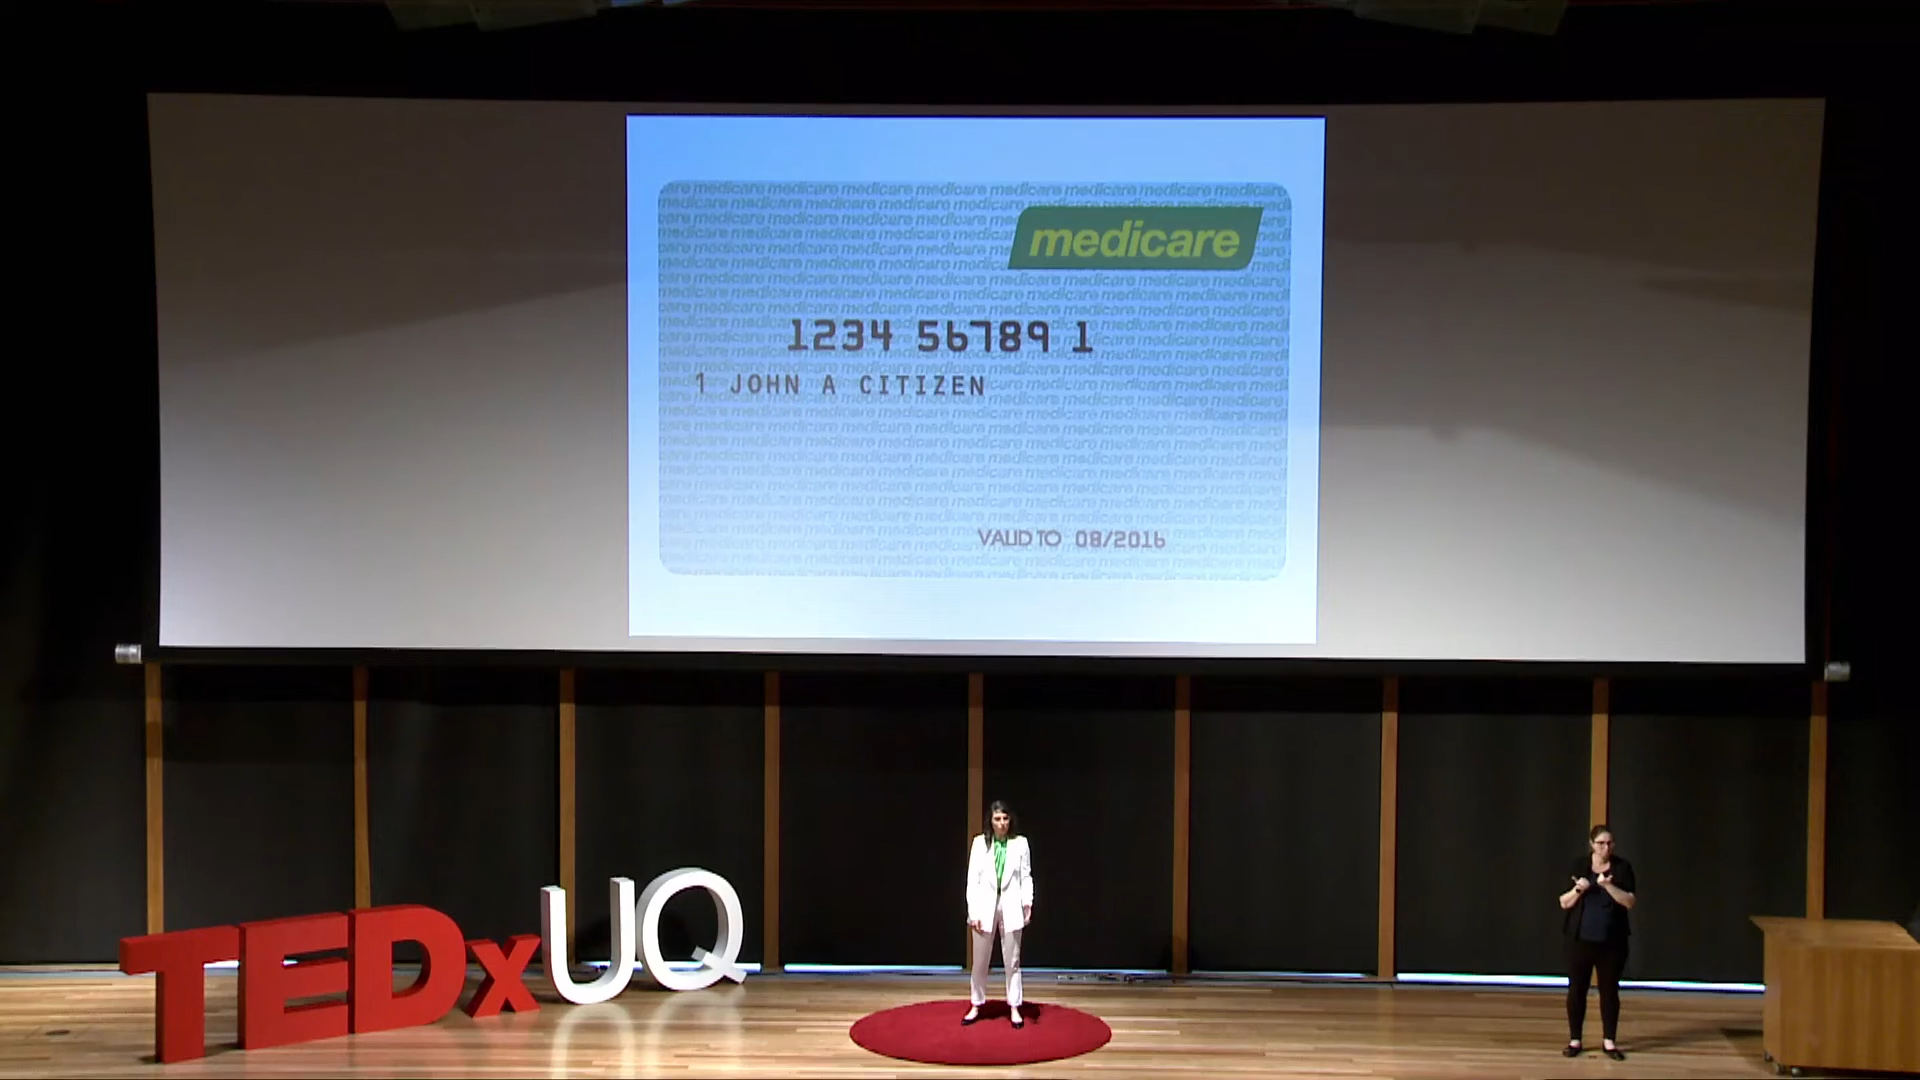 medicare
1234 56789 1
1 JOHN A CITIZEN
VALID TO 08/2016
TEDxUQ